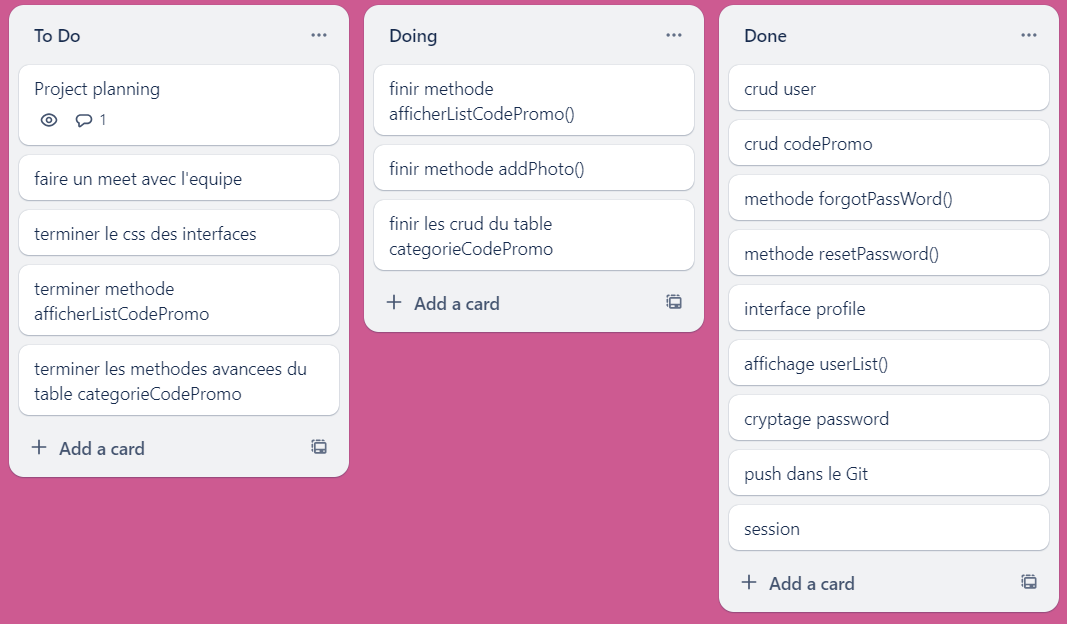 To Do
Project planning
1
faire un meet avec l'equipe
terminer le css des interfaces
terminer methode
afficherListCodePromo
terminer les methodes avancees du
table categorieCodePromo
Add a card
Doing
finir methode
afficherListCodePromo()
finir methode addPhoto()
finir les crud du table
categorieCodePromo
Add a card
Done
crud user
crud codePromo
methode forgotPassWord()
methode resetPassword()
interface profile
affichage userList()
cryptage password
push dans le Git
session
Add a card